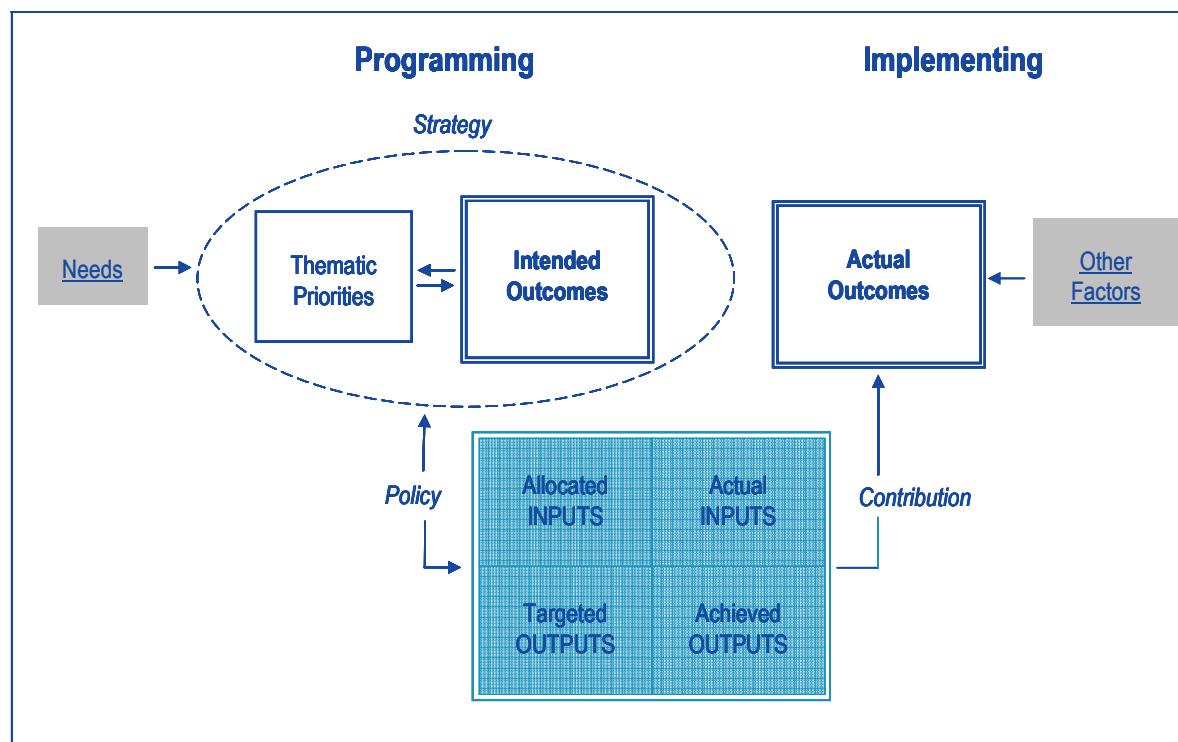 Programming
Implementing
Strategy
Needs
Thematic
Priorities
Intended
Outcomes
Actual
Outcomes
Other
Factors
Policy
Allocated
INPUTS
Actual
INPUTS
Contribution
Targeted
OUTPUTS
Achieved
OUTPUTS